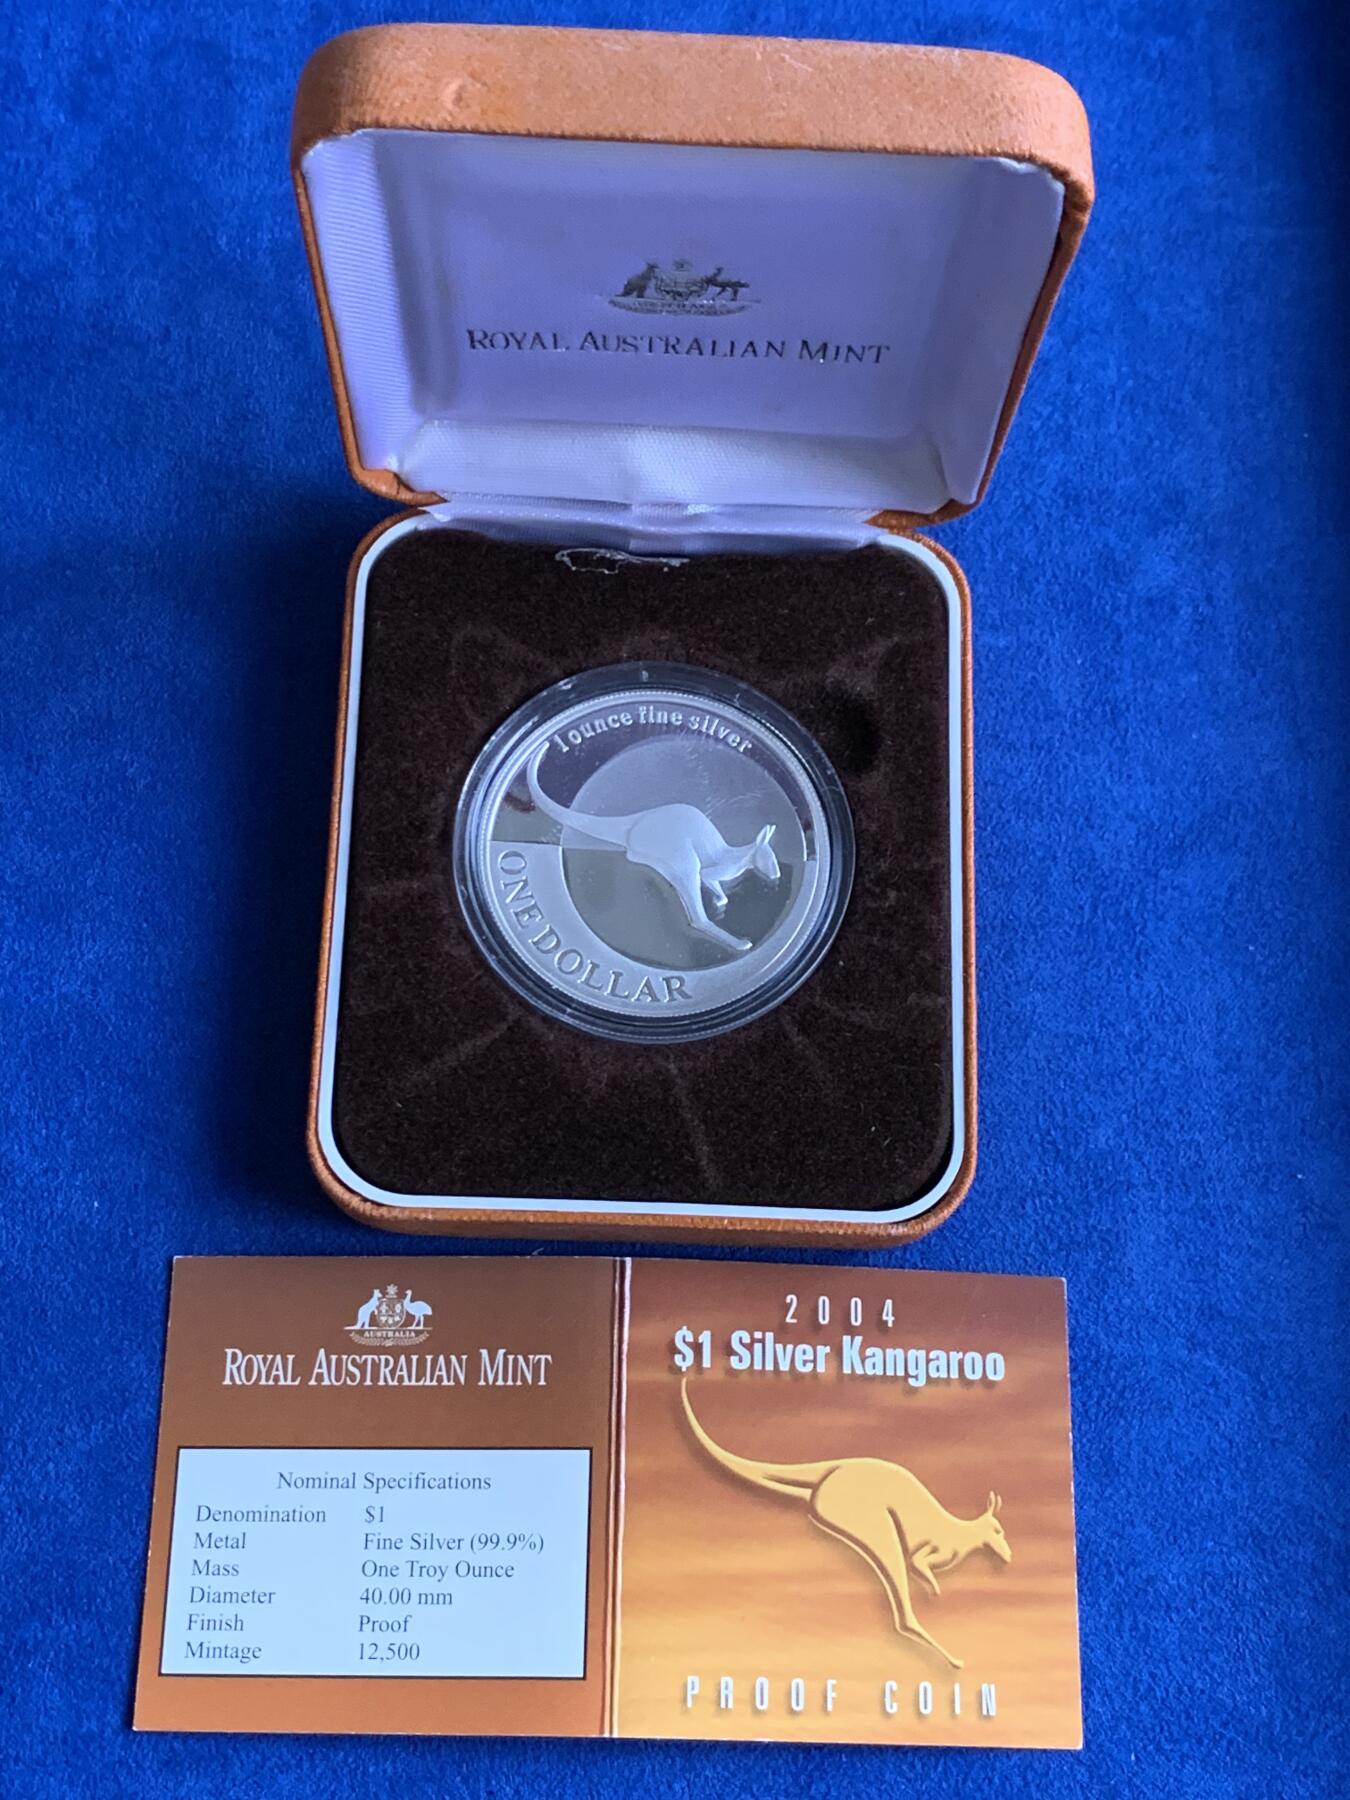 ROYAL AUSTRALIAN MINT
1 ounce fine silver
ONE DOLLAR
AUSTRALIA
ROYAL AUSTRALIAN MINT
Nominal Specifications
Denomination $1
Metal Fine Silver (99.9%)
Mass One Troy Ounce
Diameter 40.00 mm
Finish Proof
Mintage 12,500
2004
$1 Silver Kangaroo
PROOF COIN